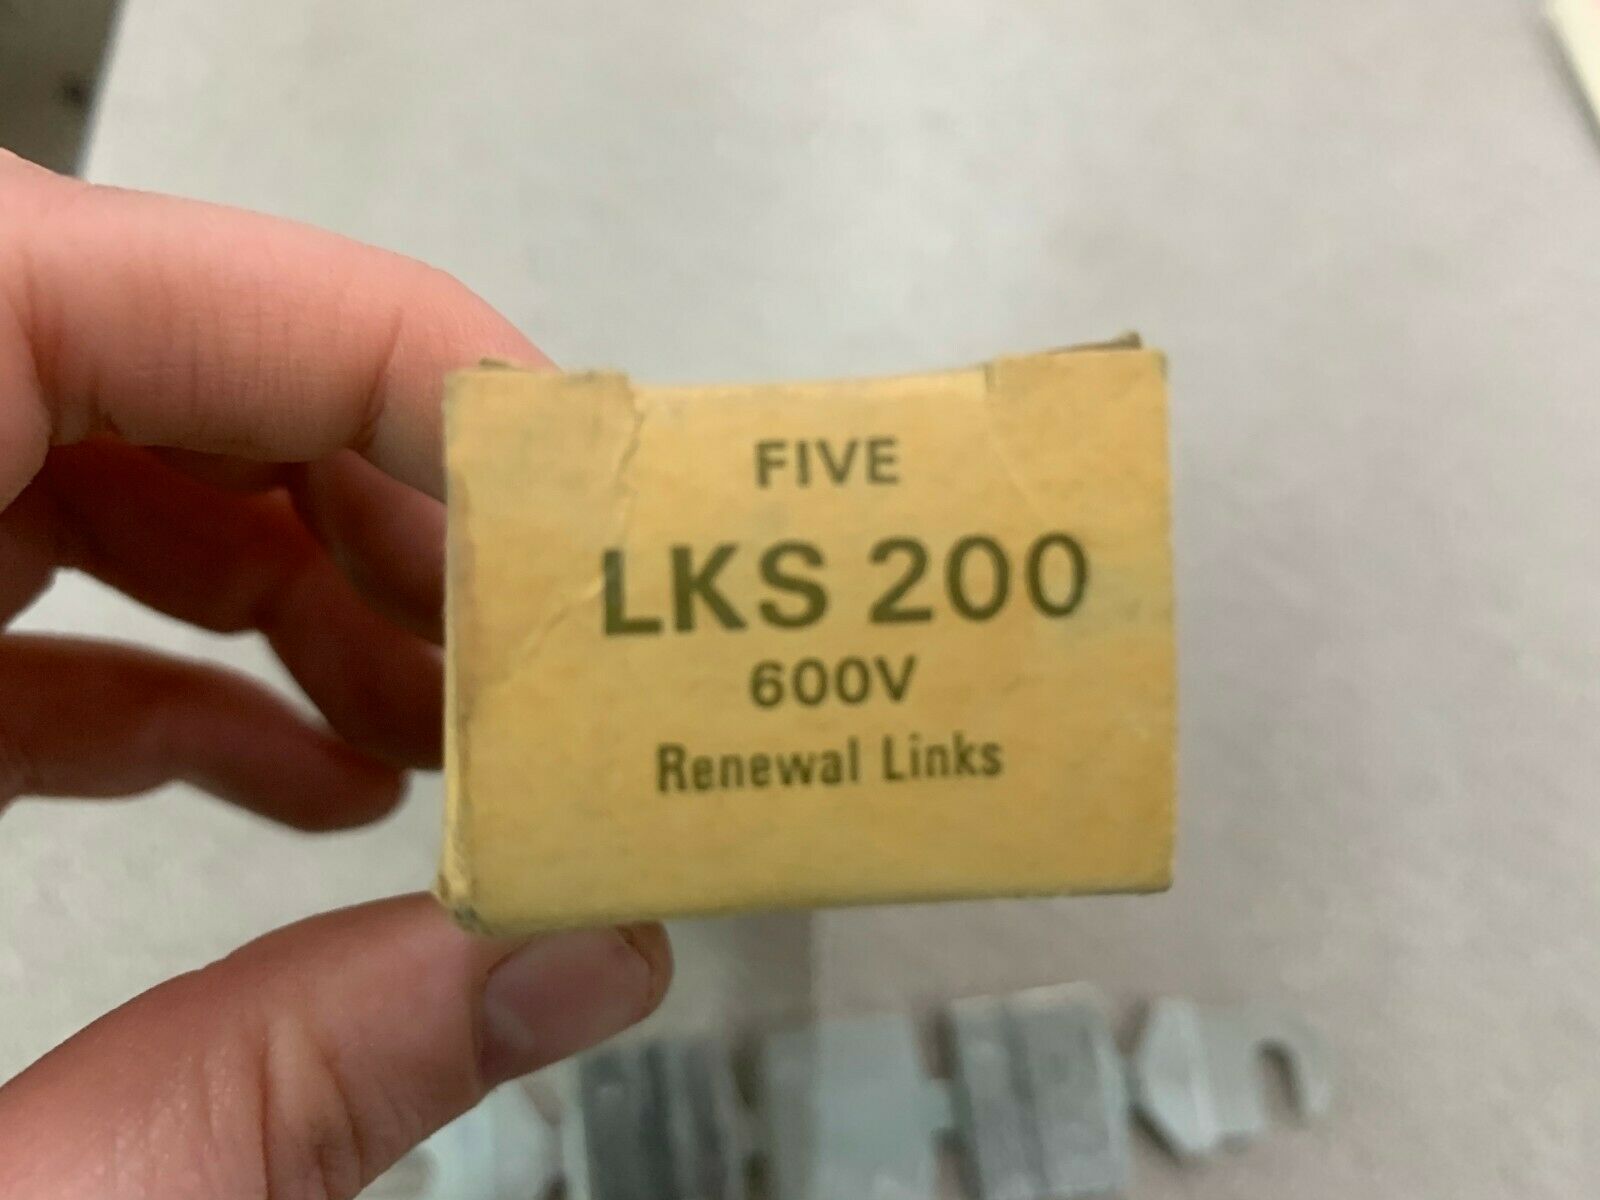 FIVE
LKS 200
600V
Renewal Links